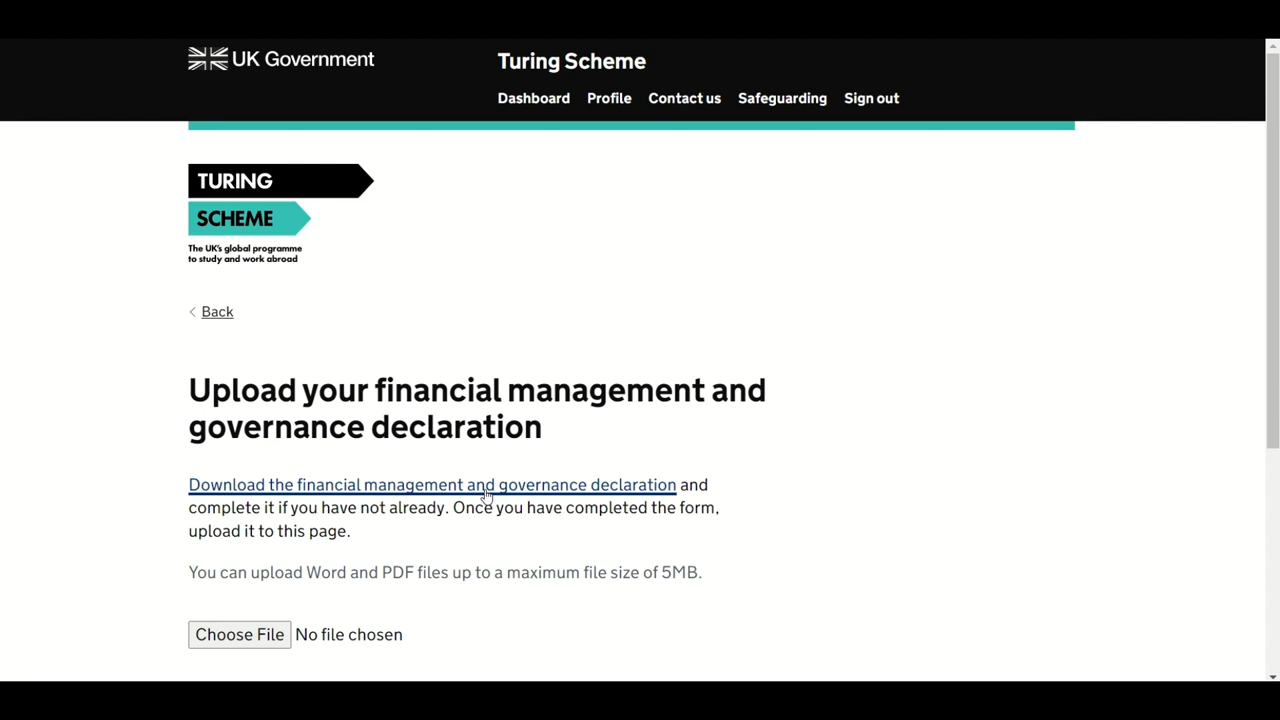 UK Government
Turing Scheme
Dashboard Profile Contact us Safeguarding Sign out
TURING
SCHEME
The UK's global programme
to study and work abroad
Back
Upload your financial management and
governance declaration
Download the financial management and governance declaration and
complete it if you have not already. Once you have completed the form,
upload it to this page.
You can upload Word and PDF files up to a maximum file size of 5MB.
Choose File No file chosen